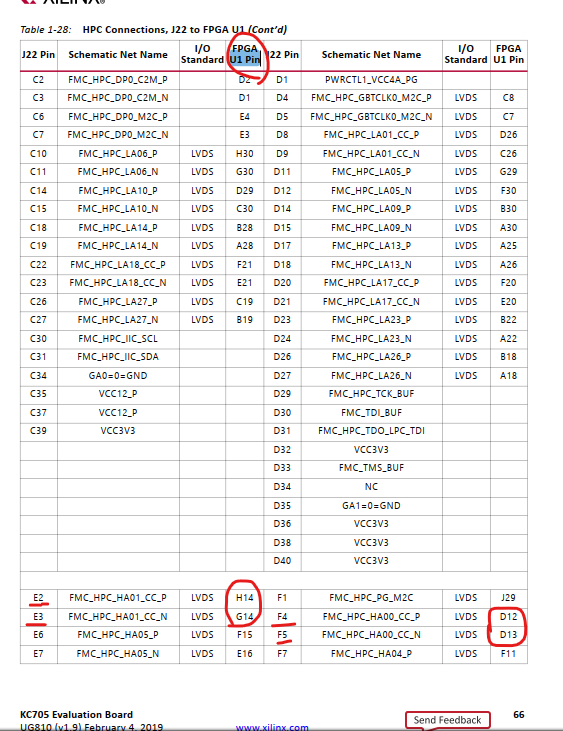 XILINX®
Table 1-28: HPC Connections, J22 to FPGA U1 (Cont'd)
J22 Pin Schematic Net Name I/O Standard FPGA U1 Pin J22 Pin Schematic Net Name I/O Standard FPGA U1 Pin
C2 FMC_HPC_DP0_C2M_P D2 D1 PWRCTL1_VCC4A_PG
C3 FMC_HPC_DP0_C2M_N D1 D4 FMC_HPC_GBTCLK0_M2C_P LVDS C8
C6 FMC_HPC_DP0_M2C_P E4 D5 FMC_HPC_GBTCLK0_M2C_N LVDS C7
C7 FMC_HPC_DP0_M2C_N E3 D8 FMC_HPC_LA01_CC_P LVDS D26
C10 FMC_HPC_LA06_P LVDS H30 D9 FMC_HPC_LA01_CC_N LVDS C26
C11 FMC_HPC_LA06_N LVDS G30 D11 FMC_HPC_LA05_P LVDS G29
C14 FMC_HPC_LA10_P LVDS D29 D12 FMC_HPC_LA05_N LVDS F30
C15 FMC_HPC_LA10_N LVDS C30 D14 FMC_HPC_LA09_P LVDS B30
C18 FMC_HPC_LA14_P LVDS B28 D15 FMC_HPC_LA09_N LVDS A30
C19 FMC_HPC_LA14_N LVDS A28 D17 FMC_HPC_LA13_P LVDS A25
C22 FMC_HPC_LA18_CC_P LVDS F21 D18 FMC_HPC_LA13_N LVDS A26
C23 FMC_HPC_LA18_CC_N LVDS E21 D20 FMC_HPC_LA17_CC_P LVDS F20
C26 FMC_HPC_LA27_P LVDS C19 D21 FMC_HPC_LA17_CC_N LVDS E20
C27 FMC_HPC_LA27_N LVDS B19 D23 FMC_HPC_LA23_P LVDS B22
C30 FMC_HPC_IIC_SCL D24 FMC_HPC_LA23_N LVDS A22
C31 FMC_HPC_IIC_SDA D26 FMC_HPC_LA26_P LVDS B18
C34 GA0=0=GND D27 FMC_HPC_LA26_N LVDS A18
C35 VCC12_P D29 FMC_HPC_TCK_BUF
C37 VCC12_P D30 FMC_TDI_BUF
C39 VCC3V3 D31 FMC_HPC_TDO_LPC_TDI
D32 VCC3V3
D33 FMC_TMS_BUF
D34 NC
D35 GA1=0=GND
D36 VCC3V3
D38 VCC3V3
D40 VCC3V3
E2 FMC_HPC_HA01_CC_P LVDS H14 F1 FMC_HPC_PG_M2C LVDS J29
E3 FMC_HPC_HA01_CC_N LVDS G14 F4 FMC_HPC_HA00_CC_P LVDS D12
E6 FMC_HPC_HA05_P LVDS F15 F5 FMC_HPC_HA00_CC_N LVDS D13
E7 FMC_HPC_HA05_N LVDS E16 F7 FMC_HPC_HA04_P LVDS F11
KC705 Evaluation Board Send Feedback 66
UG810 (v1.9) February 4, 2019 www.xilinx.com